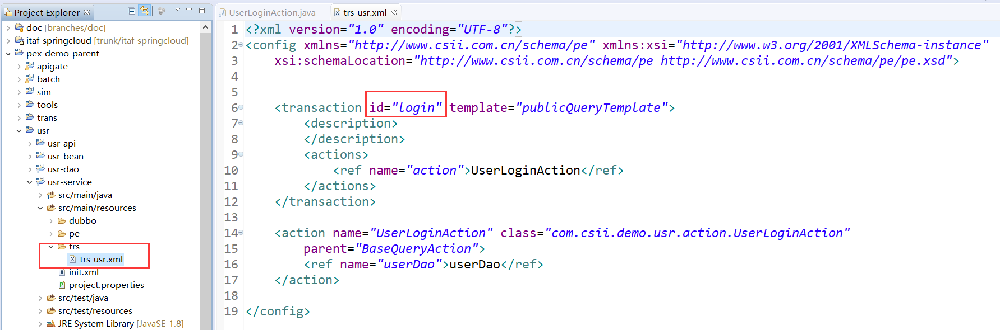 Project Explorer
doc [branches/doc]
itaf-springcloud [trunk/itaf-springcloud]
pex-demo-parent
apigate
batch
sim
tools
trans
usr
usr-api
usr-bean
usr-dao
usr-service
src/main/java
src/main/resources
dubbo
pe
trs
trs-usr.xml
init.xml
project.properties
src/test/java
src/test/resources
JRE System Library [JavaSE-1.8]
UserLoginAction.java
trs-usr.xml
1 <?xml version="1.0" encoding="UTF-8"?>
2 <config xmlns="http://www.csii.com.cn/schema/pe" xmlns:xsi="http://www.w3.org/2001/XMLSchema-instance"
3 xsi:schemaLocation="http://www.csii.com.cn/schema/pe http://www.csii.com.cn/schema/pe/pe.xsd">
4
5
6 <transaction id="login" template="publicQueryTemplate">
7 <description>
8 </description>
9 <actions>
10 <ref name="action">UserLoginAction</ref>
11 </actions>
12 </transaction>
13
14 <action name="UserLoginAction" class="com.csii.demo.usr.action.UserLoginAction"
15 parent="BaseQueryAction">
16 <ref name="userDao">userDao</ref>
17 </action>
18
19 </config>